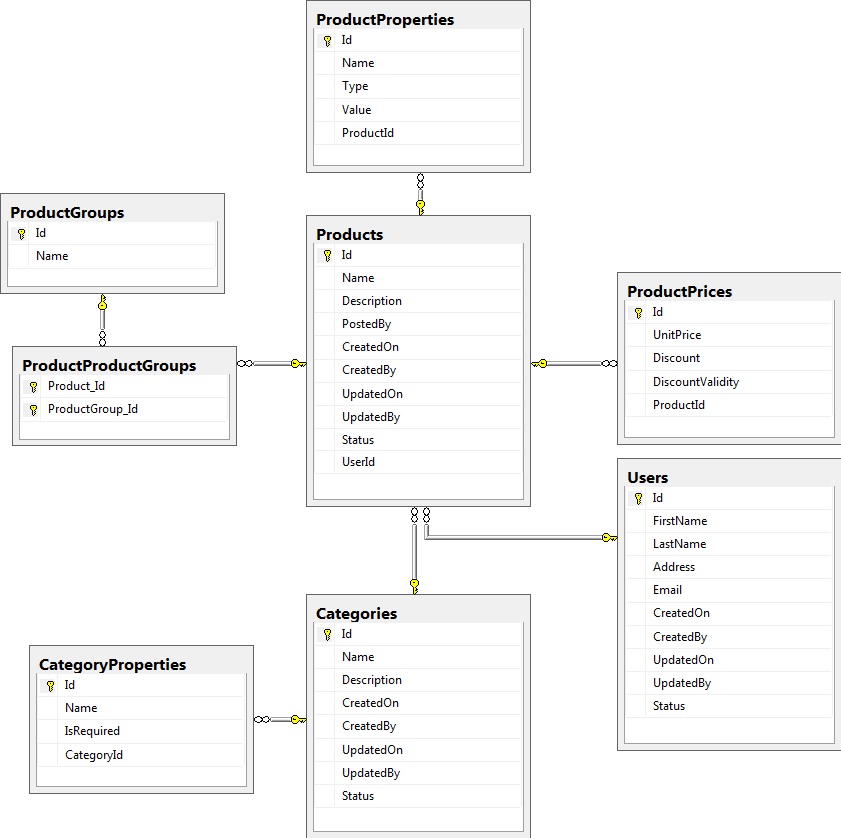 ProductProperties
Id
Name
Type
Value
ProductId
ProductGroups
Id
Name
Products
Id
Name
Description
PostedBy
CreatedOn
CreatedBy
UpdatedOn
UpdatedBy
Status
UserId
ProductPrices
Id
UnitPrice
Discount
DiscountValidity
ProductId
ProductProductGroups
Product_Id
ProductGroup_Id
Users
Id
FirstName
LastName
Address
Email
CreatedOn
CreatedBy
UpdatedOn
UpdatedBy
Status
Categories
Id
Name
Description
CreatedOn
CreatedBy
UpdatedOn
UpdatedBy
Status
CategoryProperties
Id
Name
IsRequired
CategoryId